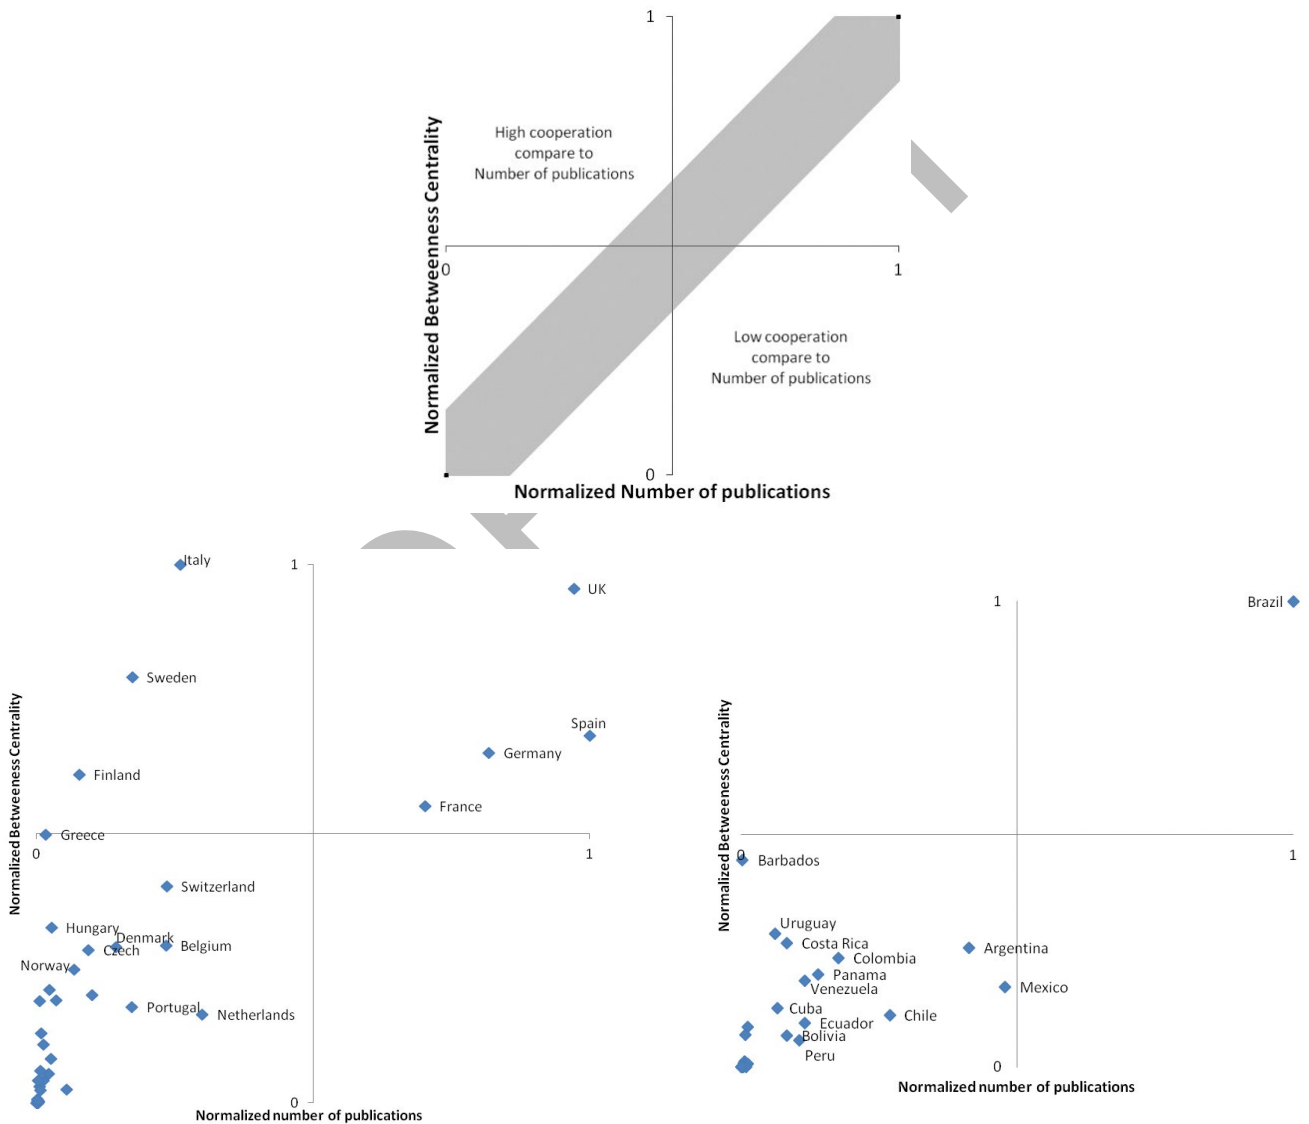 1
High cooperation
compare to
Number of publications
Normalized Betweenness Centrality
0
1
Low cooperation
compare to
Number of publications
0
Normalized Number of publications
Italy
1
UK
Sweden
Spain
Germany
Finland
France
Greece
0
1
Normalized Betweeness Centrality
Switzerland
Hungary
Denmark
Czech
Belgium
Norway
Portugal
Netherlands
0
Normalized number of publications
1
Brazil
Normalized Betweeness Centrality
0
1
Barbados
Uruguay
Costa Rica
Argentina
Colombia
Panama
Venezuela
Mexico
Cuba
Chile
Ecuador
Bolivia
Peru
0
Normalized number of publications